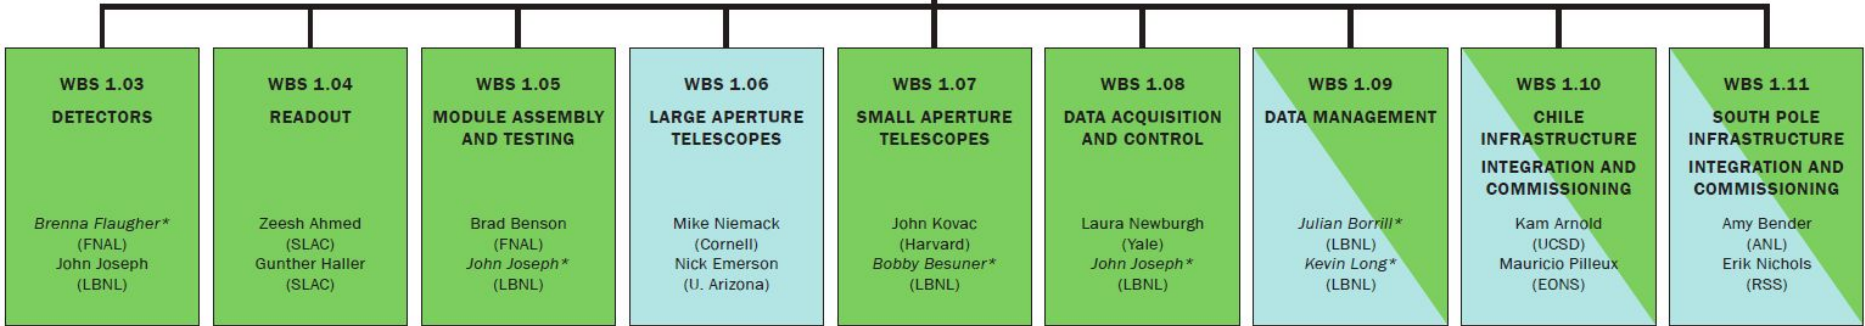 WBS 1.03
DETECTORS
Brenna Flaugher*
(FNAL)
John Joseph
(LBNL)
WBS 1.04
READOUT
Zeesh Ahmed
(SLAC)
Gunther Haller
(SLAC)
WBS 1.05
MODULE ASSEMBLY
AND TESTING
Brad Benson
(FNAL)
John Joseph*
(LBNL)
WBS 1.06
LARGE APERTURE
TELESCOPES
Mike Niemack
(Cornell)
Nick Emerson
(U. Arizona)
WBS 1.07
SMALL APERTURE
TELESCOPES
John Kovac
(Harvard)
Bobby Besuner*
(LBNL)
WBS 1.08
DATA ACQUISITION
AND CONTROL
Laura Newburgh
(Yale)
John Joseph*
(LBNL)
WBS 1.09
DATA MANAGEMENT
Julian Borrill*
(LBNL)
Kevin Long*
(LBNL)
WBS 1.10
CHILE
INFRASTRUCTURE
INTEGRATION AND
COMMISSIONING
Kam Arnold
(UCSD)
Mauricio Pilleux
(EONS)
WBS 1.11
SOUTH POLE
INFRASTRUCTURE
INTEGRATION AND
COMMISSIONING
Amy Bender
(ANL)
Erik Nichols
(RSS)